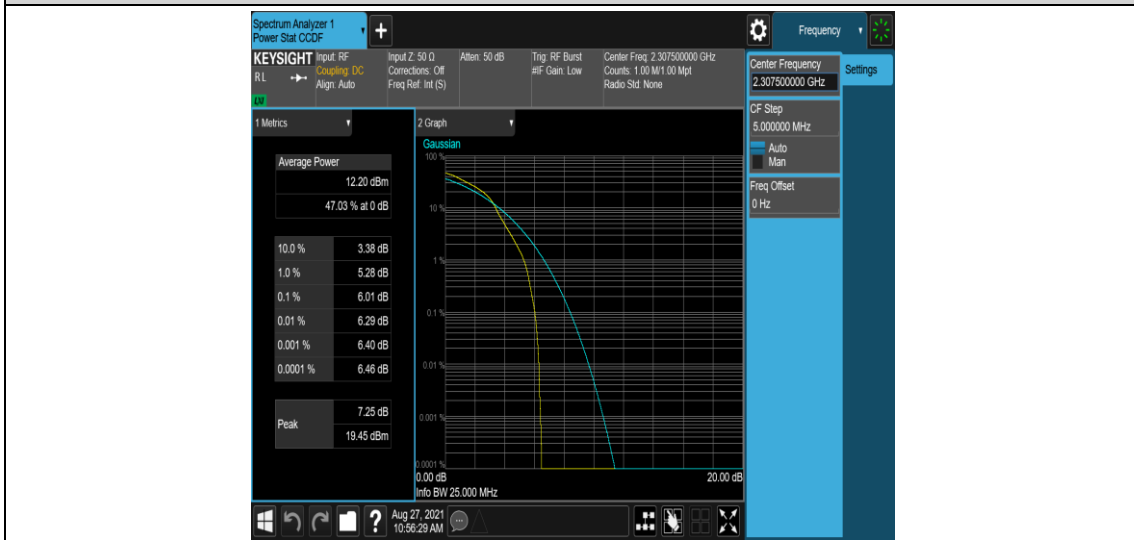 Spectrum Analyzer 1
Power Stat CCDF
+
Frequency
KEYSIGHT
RL
LXI
Input: RF
Coupling: DC
Align: Auto
Input Z: 50 Ω
Corrections: Off
Freq Ref: Int (S)
Atten: 50 dB
Trig: RF Burst
#IF Gain: Low
Center Freq: 2.307500000 GHz
Counts: 1.00 M/1.00 Mpt
Radio Std: None
Center Frequency
2.307500000 GHz
Settings
CF Step
5.000000 MHz
Auto
Man
Freq Offset
0 Hz
1 Metrics
Average Power
12.20 dBm
47.03 % at 0 dB
10.0 % 3.38 dB
1.0 % 5.28 dB
0.1 % 6.01 dB
0.01 % 6.29 dB
0.001 % 6.40 dB
0.0001 % 6.46 dB
Peak
7.25 dB
19.45 dBm
2 Graph
Gaussian
100 %
10 %
1 %
0.1 %
0.01 %
0.001 %
0.0001 %
0.00 dB 20.00 dB
Info BW 25.000 MHz
?
Aug 27, 2021
10:56:29 AM